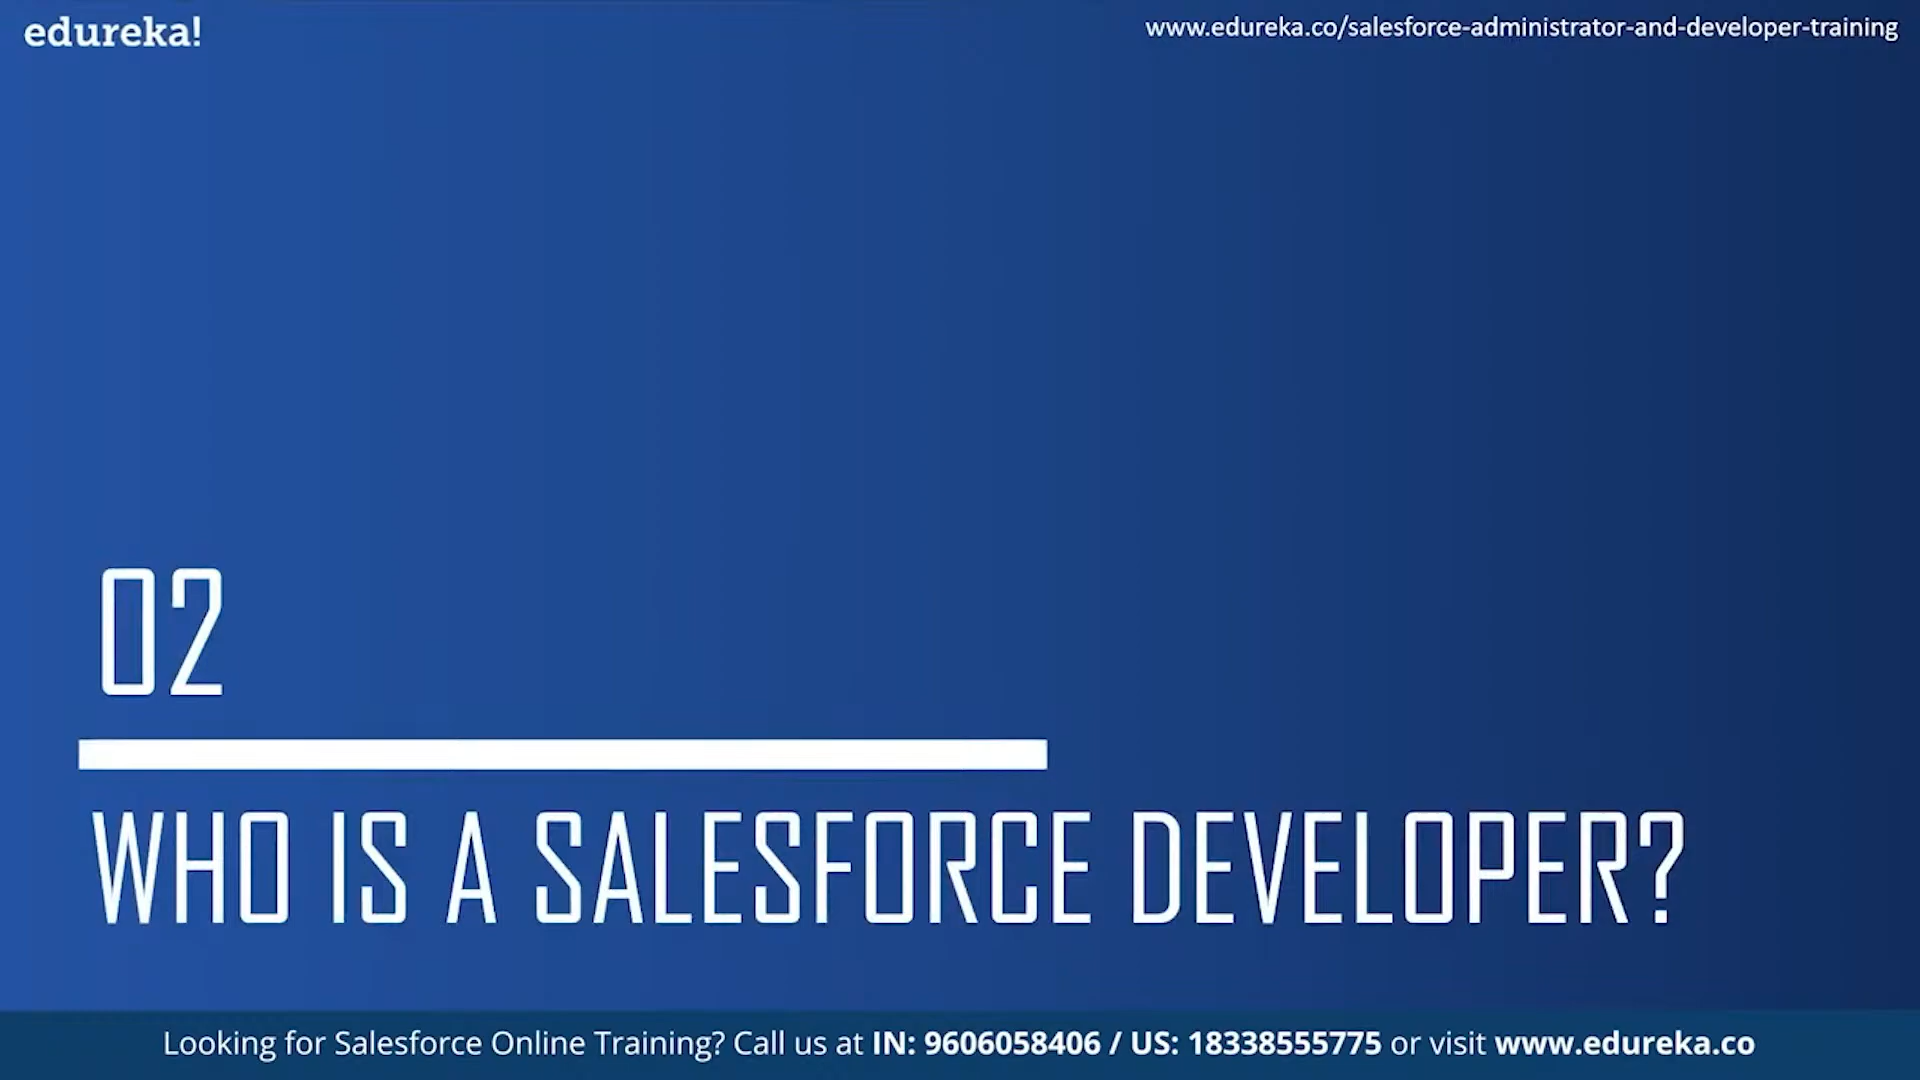 edureka!
www.edureka.co/salesforce-administrator-and-developer-training
02
WHO IS A SALESFORCE DEVELOPER?
Looking for Salesforce Online Training? Call us at IN: 9606058406 / US: 18338555775 or visit www.edureka.co